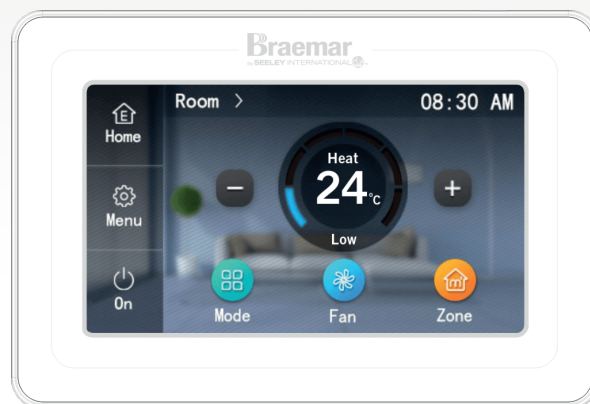 Braemar
by SEELEY INTERNATIONAL
Room > 08:30 AM
E
Home
Heat
24°C
Low
Menu
On
Mode
Fan
Zone